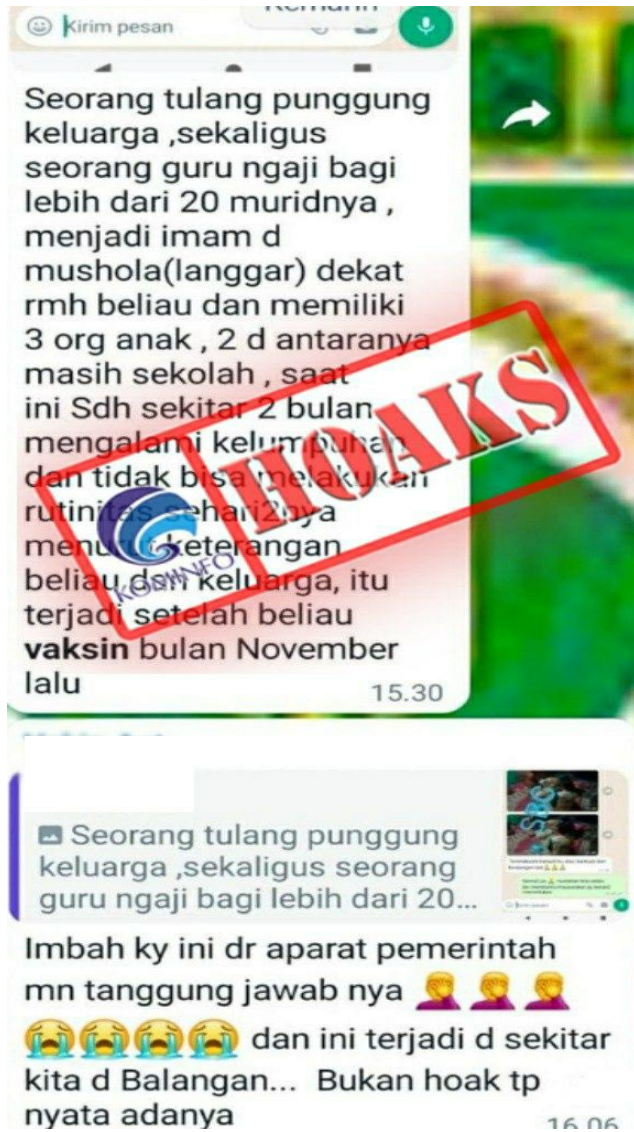 Kirim pesan
Seorang tulang punggung
keluarga ,sekaligus
seorang guru ngaji bagi
lebih dari 20 muridnya ,
menjadi imam d
mushola(langgar) dekat
rmh beliau dan memiliki
3 org anak , 2 d antaranya
masih sekolah , saat
ini Sdh sekitar 2 bulan
mengalami kelumpuhan
dan tidak bisa melakukan
rutinitas sehari2nya
menurut keterangan
beliau dan keluarga, itu
terjadi setelah beliau
vaksin bulan November
lalu
15.30
HOAKS
KOMINFO
Seorang tulang punggung
keluarga ,sekaligus seorang
guru ngaji bagi lebih dari 20...
Imbah ky ini dr aparat pemerintah
mn tanggung jawab nya 🤦‍♀️🤦‍♀️🤦‍♀️
😭😭😭😭 dan ini terjadi d sekitar
kita d Balangan... Bukan hoak tp
nyata adanya
16.06